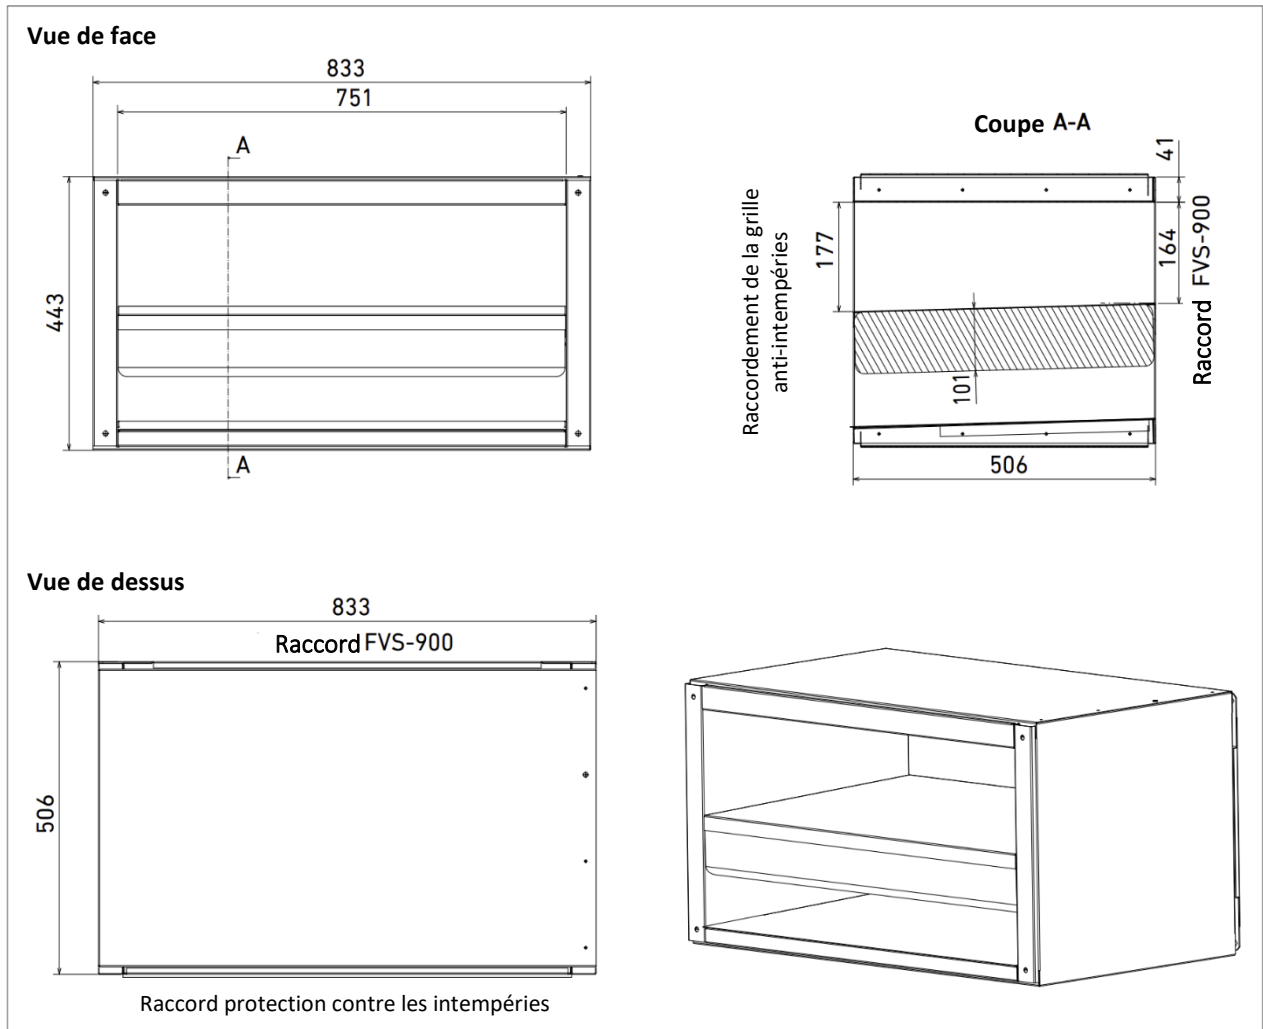 Vue de face
833
751
A
443
A
Coupe A-A
41
Raccordement de la grille
anti-intempéries
177
164
Raccord FVS-900
101
506
Vue de dessus
833
Raccord FVS-900
506
Raccord protection contre les intempéries